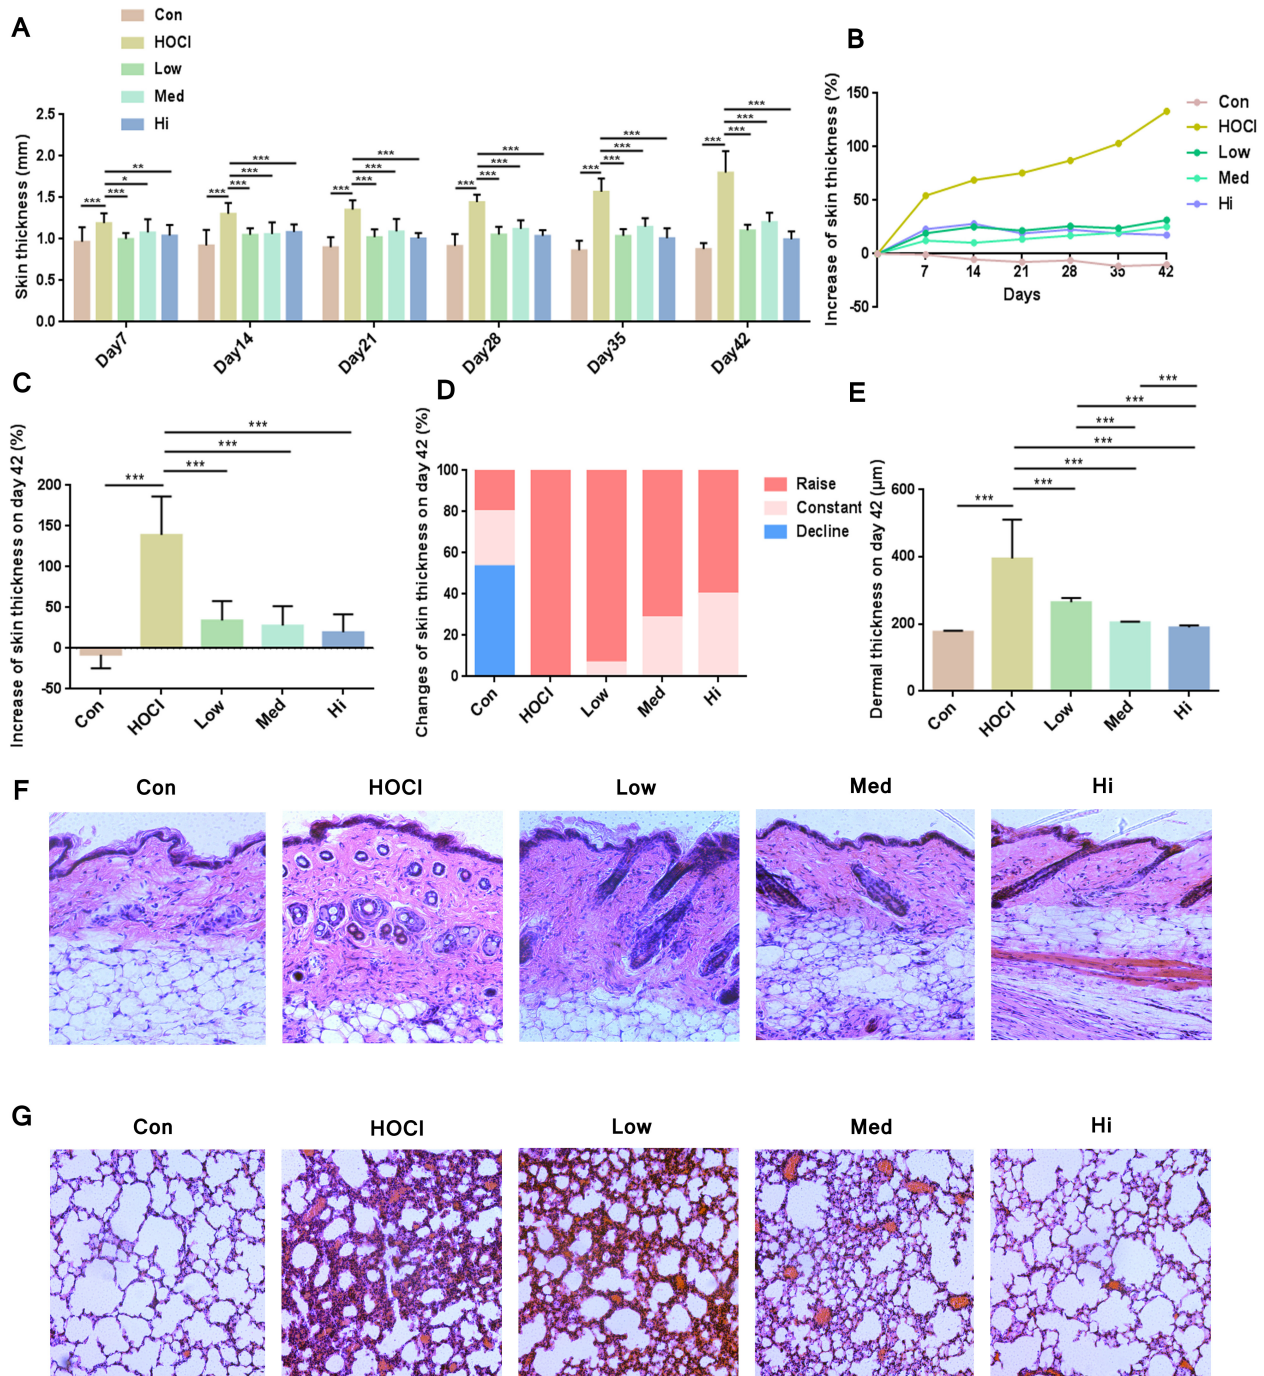 A
Con
HOCl
Low
Med
Hi
Skin thickness (mm)
2.5
2.0
1.5
1.0
0.5
0.0
*** *** * **
*** *** *** ***
*** *** *** ***
*** *** *** ***
*** *** *** ***
*** *** *** ***
Day7 Day14 Day21 Day28 Day35 Day42
B
Increase of skin thickness (%)
150
100
50
0
-50
7 14 21 28 35 42
Days
Con
HOCl
Low
Med
Hi
C
Increase of skin thickness on day 42 (%)
200
150
100
50
0
-50
*** *** *** ***
Con HOCl Low Med Hi
D
Changes of skin thickness on day 42 (%)
100
80
60
40
20
0
Con HOCl Low Med Hi
Raise
Constant
Decline
E
Dermal thickness on day 42 (μm)
600
400
200
0
***
***
***
***
***
***
***
***
Con HOCl Low Med Hi
F
Con HOCl Low Med Hi
G
Con HOCl Low Med Hi